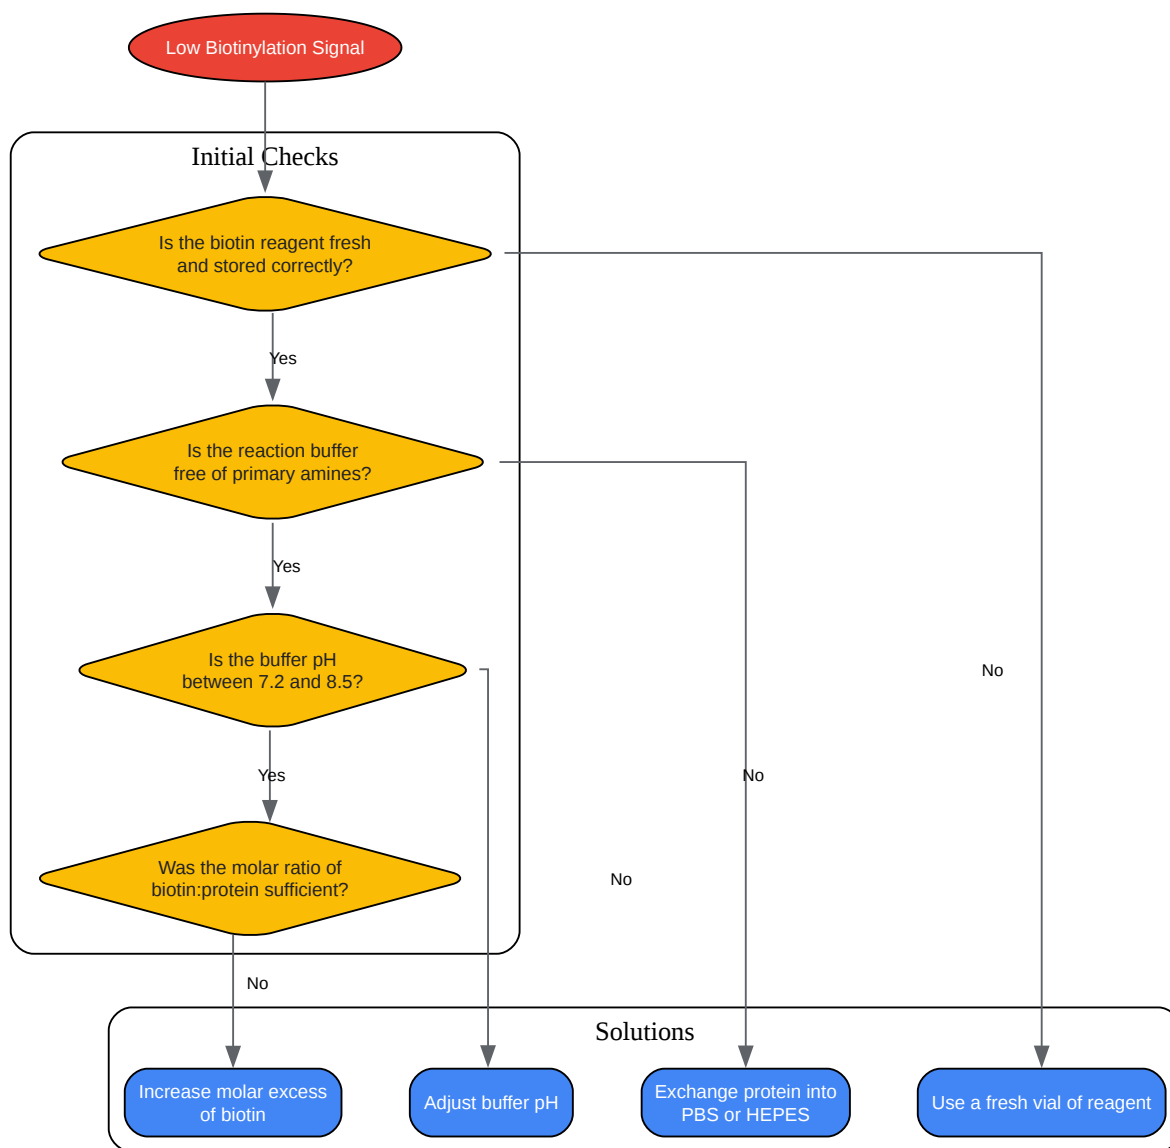 Low Biotinylation Signal
Initial Checks
Is the biotin reagent fresh
and stored correctly?
Yes
Is the reaction buffer
free of primary amines?
Yes
Is the buffer pH
between 7.2 and 8.5?
No
Yes
No
Was the molar ratio of
biotin:protein sufficient?
No
No
Solutions
Increase molar excess
of biotin
Adjust buffer pH
Exchange protein into
PBS or HEPES
Use a fresh vial of reagent